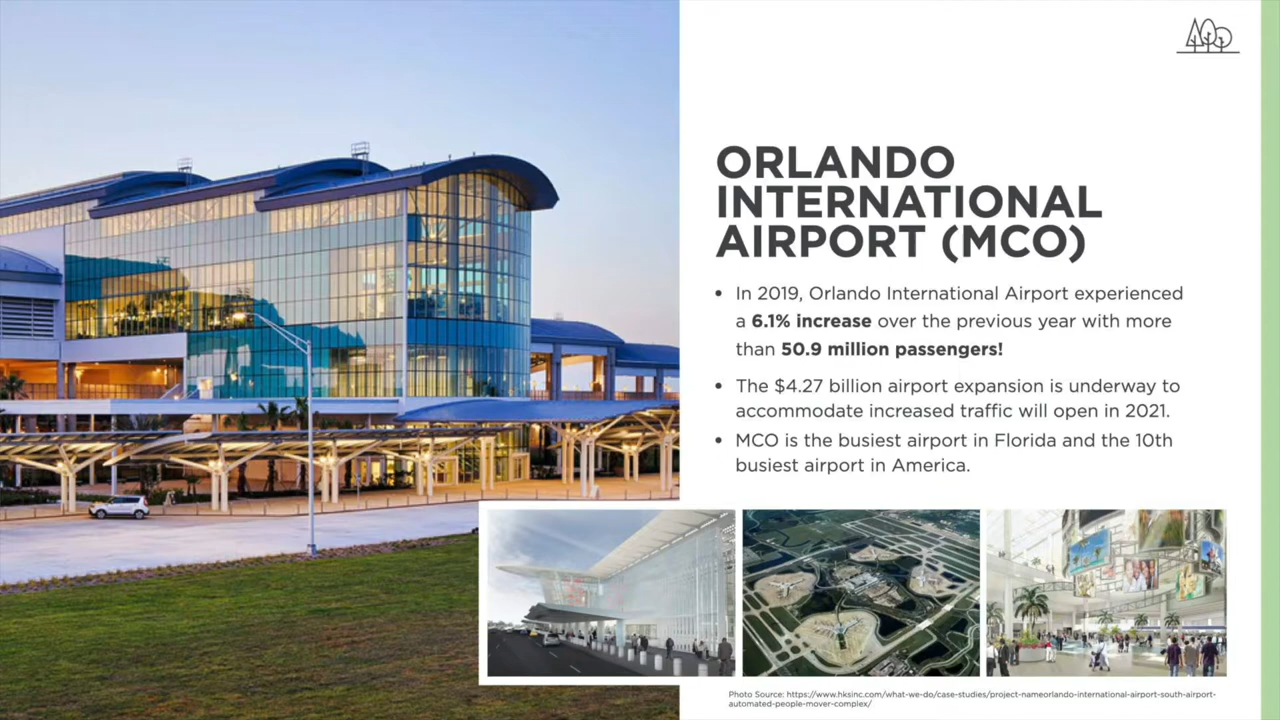 ORLANDO
INTERNATIONAL
AIRPORT (MCO)
• In 2019, Orlando International Airport experienced
a 6.1% increase over the previous year with more
than 50.9 million passengers!
• The $4.27 billion airport expansion is underway to
accommodate increased traffic will open in 2021.
• MCO is the busiest airport in Florida and the 10th
busiest airport in America.
Photo Source: https://www.hksinc.com/what-we-do/case-studies/project-nameorlando-international-airport-south-airport-
automated-people-mover-complex/